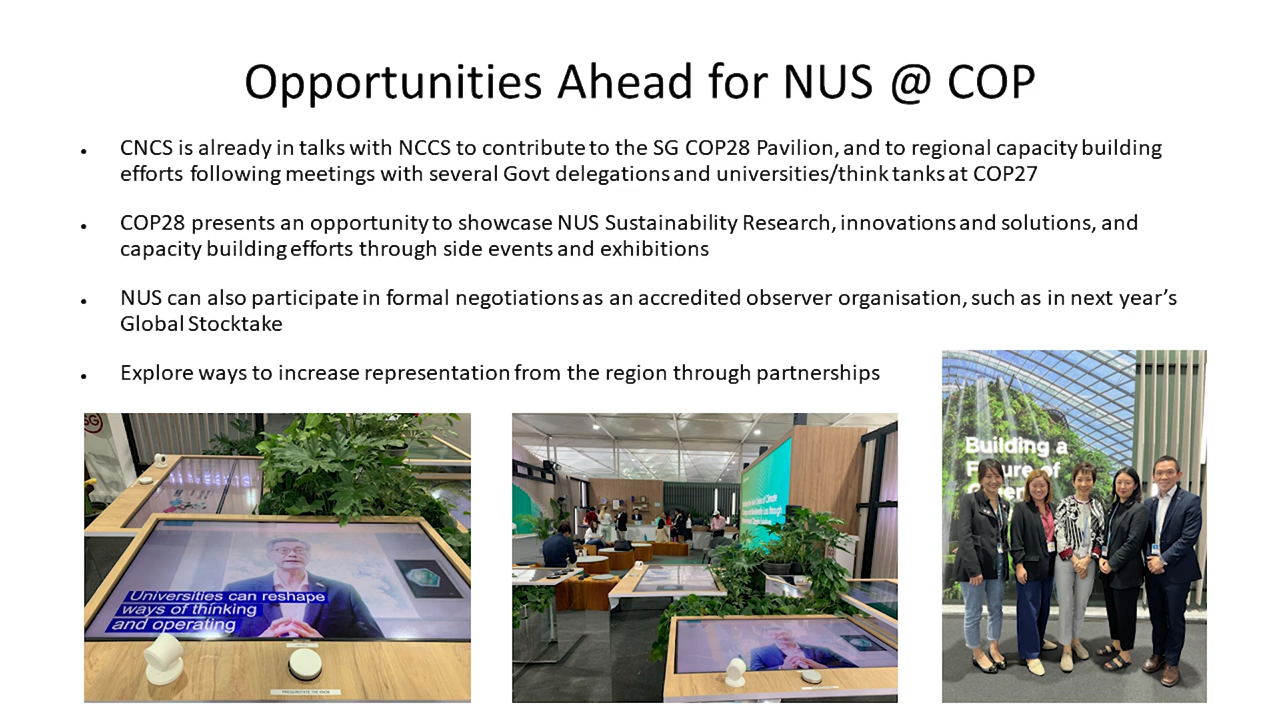 Opportunities Ahead for NUS @ COP
CNCS is already in talks with NCCS to contribute to the SG COP28 Pavilion, and to regional capacity building
efforts following meetings with several Govt delegations and universities/think tanks at COP27
COP28 presents an opportunity to showcase NUS Sustainability Research, innovations and solutions, and
capacity building efforts through side events and exhibitions
NUS can also participate in formal negotiations as an accredited observer organisation, such as in next year's
Global Stocktake
Explore ways to increase representation from the region through partnerships
SG
Universities can reshape
ways of thinking
and operating
Building a